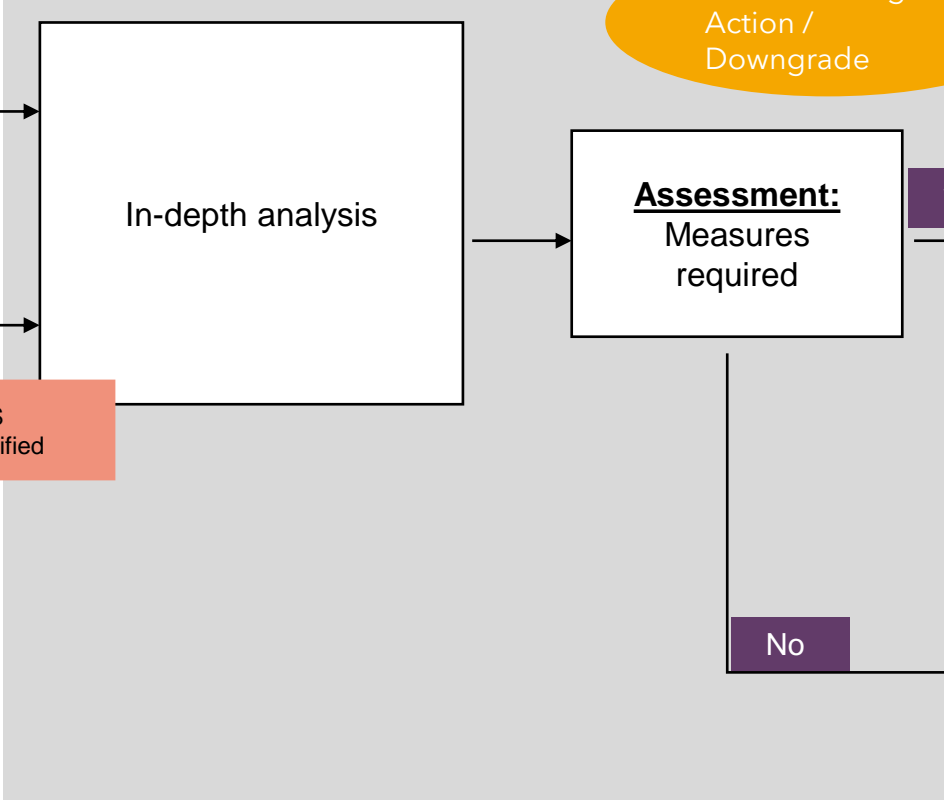 Action /
Downgrade
In-depth analysis
Assessment:
Measures
required
No